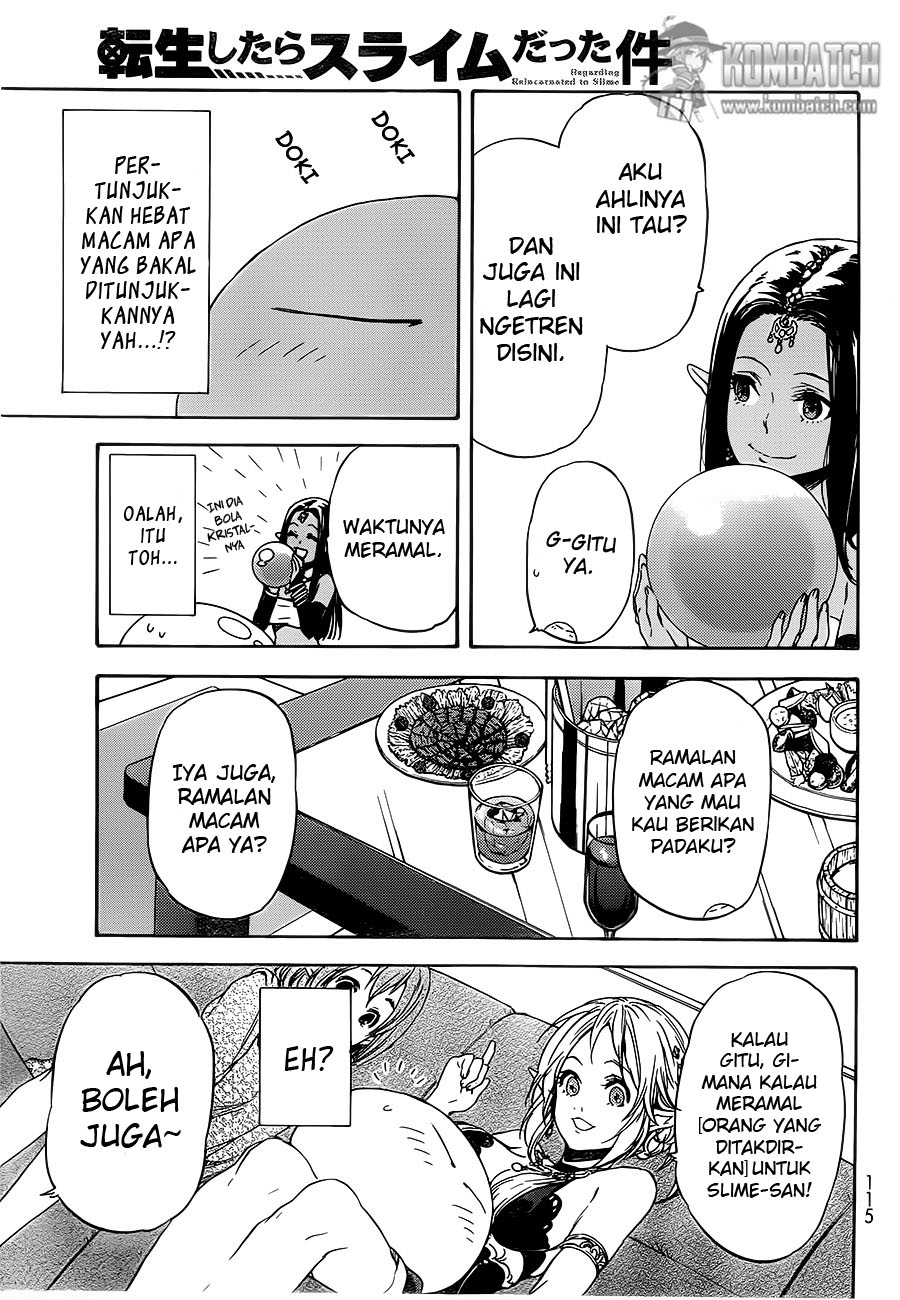 転生したらスライムだった件
Regarding
Reincarnated to Slime
KOMBATCH
www.kombatch.com
AKU
AHLINYA
INI TAU?
DAN
JUGA INI
LAGI
NGETREN
DISINI.
G-GITU
YA.
DOKI
DOKI
PER-
TUNJUK-
KAN HEBAT
MACAM APA
YANG BAKAL
DITUNJUK-
KANNYA
YAH...!?
WAKTUNYA
MERAMAL.
INI DIA
BOLA
KRISTAL-
NYA
OALAH,
ITU
TOH...
RAMALAN
MACAM APA
YANG MAU
KAU BERIKAN
PADAKU?
IYA JUGA,
RAMALAN
MACAM
APA YA?
KALAU
GITU, GI-
MANA KALAU
MERAMAL
[ORANG YANG
DITAKDIR-
KAN] UNTUK
SLIME-SAN!
EH?
AH,
BOLEH
JUGA~
115